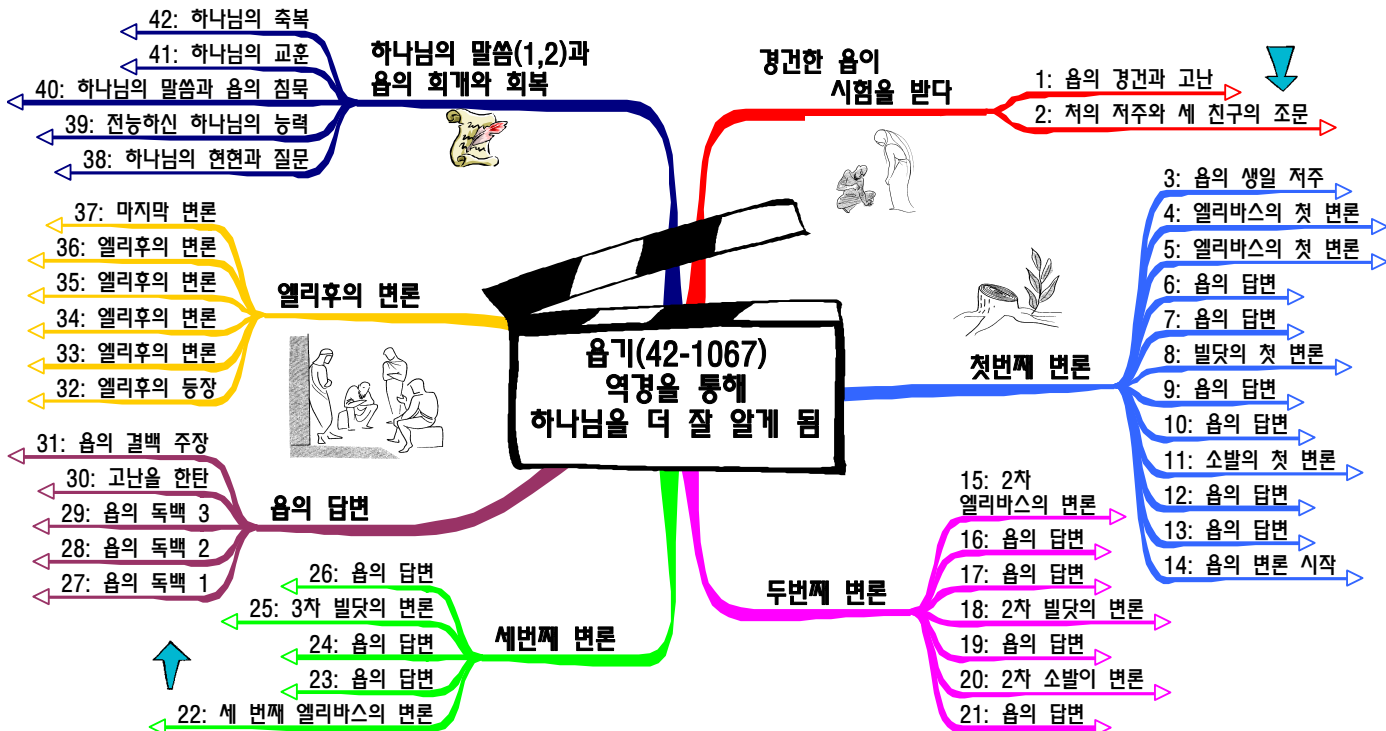 욥기(42-1067)
역경을 통해
하나님을 더 잘 알게 됨
경건한 욥이
시험을 받다
1: 욥의 경건과 고난
2: 처의 저주와 세 친구의 조문
첫번째 변론
3: 욥의 생일 저주
4: 엘리바스의 첫 변론
5: 엘리바스의 첫 변론
6: 욥의 답변
7: 욥의 답변
8: 빌닷의 첫 변론
9: 욥의 답변
10: 욥의 답변
11: 소발의 첫 변론
12: 욥의 답변
13: 욥의 답변
14: 욥의 변론 시작
두번째 변론
15: 2차
엘리바스의 변론
16: 욥의 답변
17: 욥의 답변
18: 2차 빌닷의 변론
19: 욥의 답변
20: 2차 소발이 변론
21: 욥의 답변
세번째 변론
26: 욥의 답변
25: 3차 빌닷의 변론
24: 욥의 답변
23: 욥의 답변
22: 세 번째 엘리바스의 변론
욥의 답변
31: 욥의 결백 주장
30: 고난을 한탄
29: 욥의 독백 3
28: 욥의 독백 2
27: 욥의 독백 1
엘리후의 변론
37: 마지막 변론
36: 엘리후의 변론
35: 엘리후의 변론
34: 엘리후의 변론
33: 엘리후의 변론
32: 엘리후의 등장
하나님의 말씀(1,2)과
욥의 회개와 회복
42: 하나님의 축복
41: 하나님의 교훈
40: 하나님의 말씀과 욥의 침묵
39: 전능하신 하나님의 능력
38: 하나님의 현현과 질문